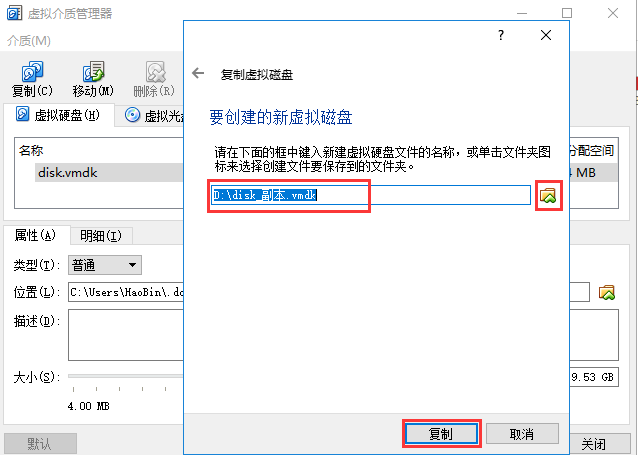 虚拟介质管理器
介质(M)
复制(C) 移动(M) 删除(R)
虚拟硬盘(H) 虚拟光盘
名称 分配空间
disk.vmdk MB
属性(A) 明细(I)
类型(T): 普通
位置(L): C:\Users\HaoBin\.do
描述(D):
大小(S): 9.53 GB
4.00 MB
默认 关闭
?
复制虚拟磁盘
要创建的新虚拟磁盘
请在下面的框中键入新建虚拟硬盘文件的名称，或单击文件夹图
标来选择创建文件要保存到的文件夹。
D:\disk_副本.vmdk
复制 取消